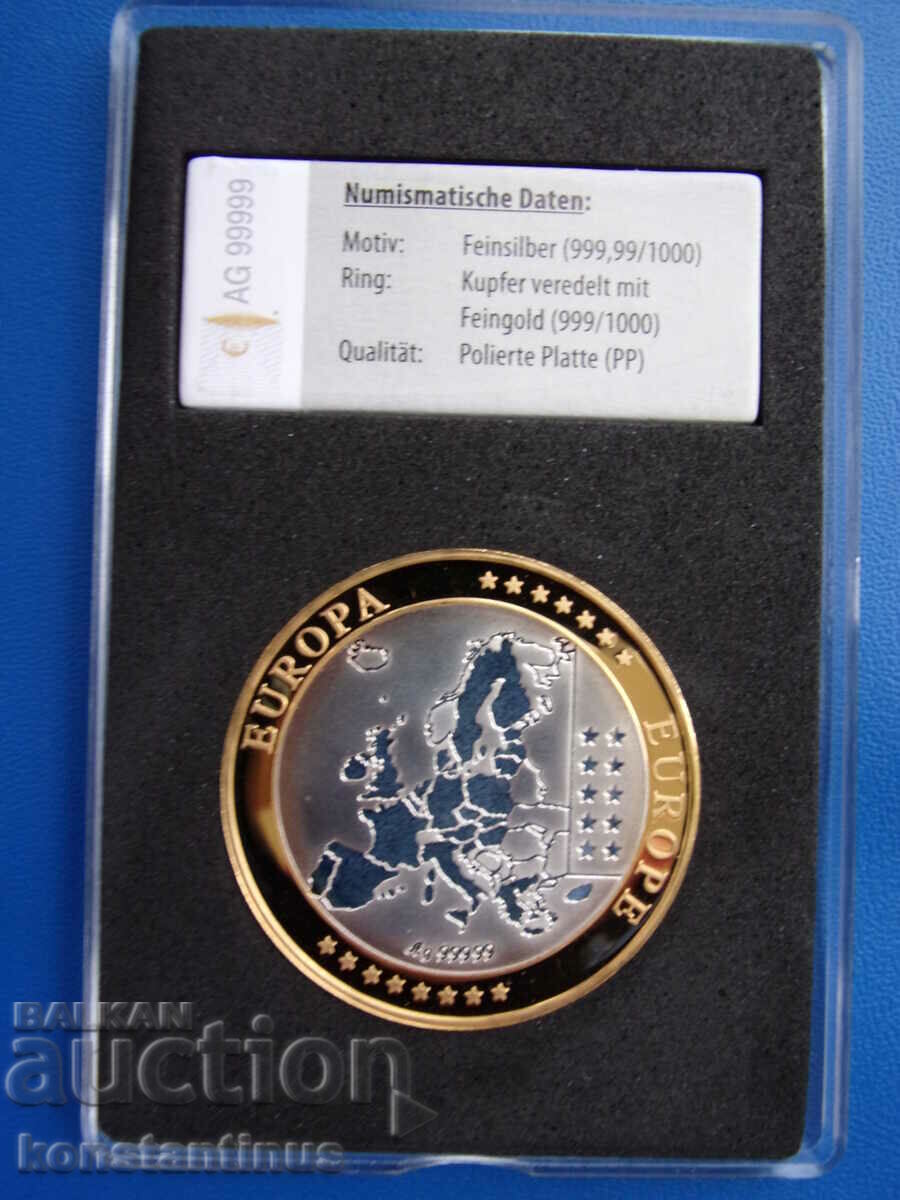 € AG 99999
Numismatische Daten:
Motiv: Feinsilber (999,99/1000)
Ring: Kupfer veredelt mit
Feingold (999/1000)
Qualität: Polierte Platte (PP)
EUROPA
EUROPE
Ag 99999
BALKAN
auction
konstantinus